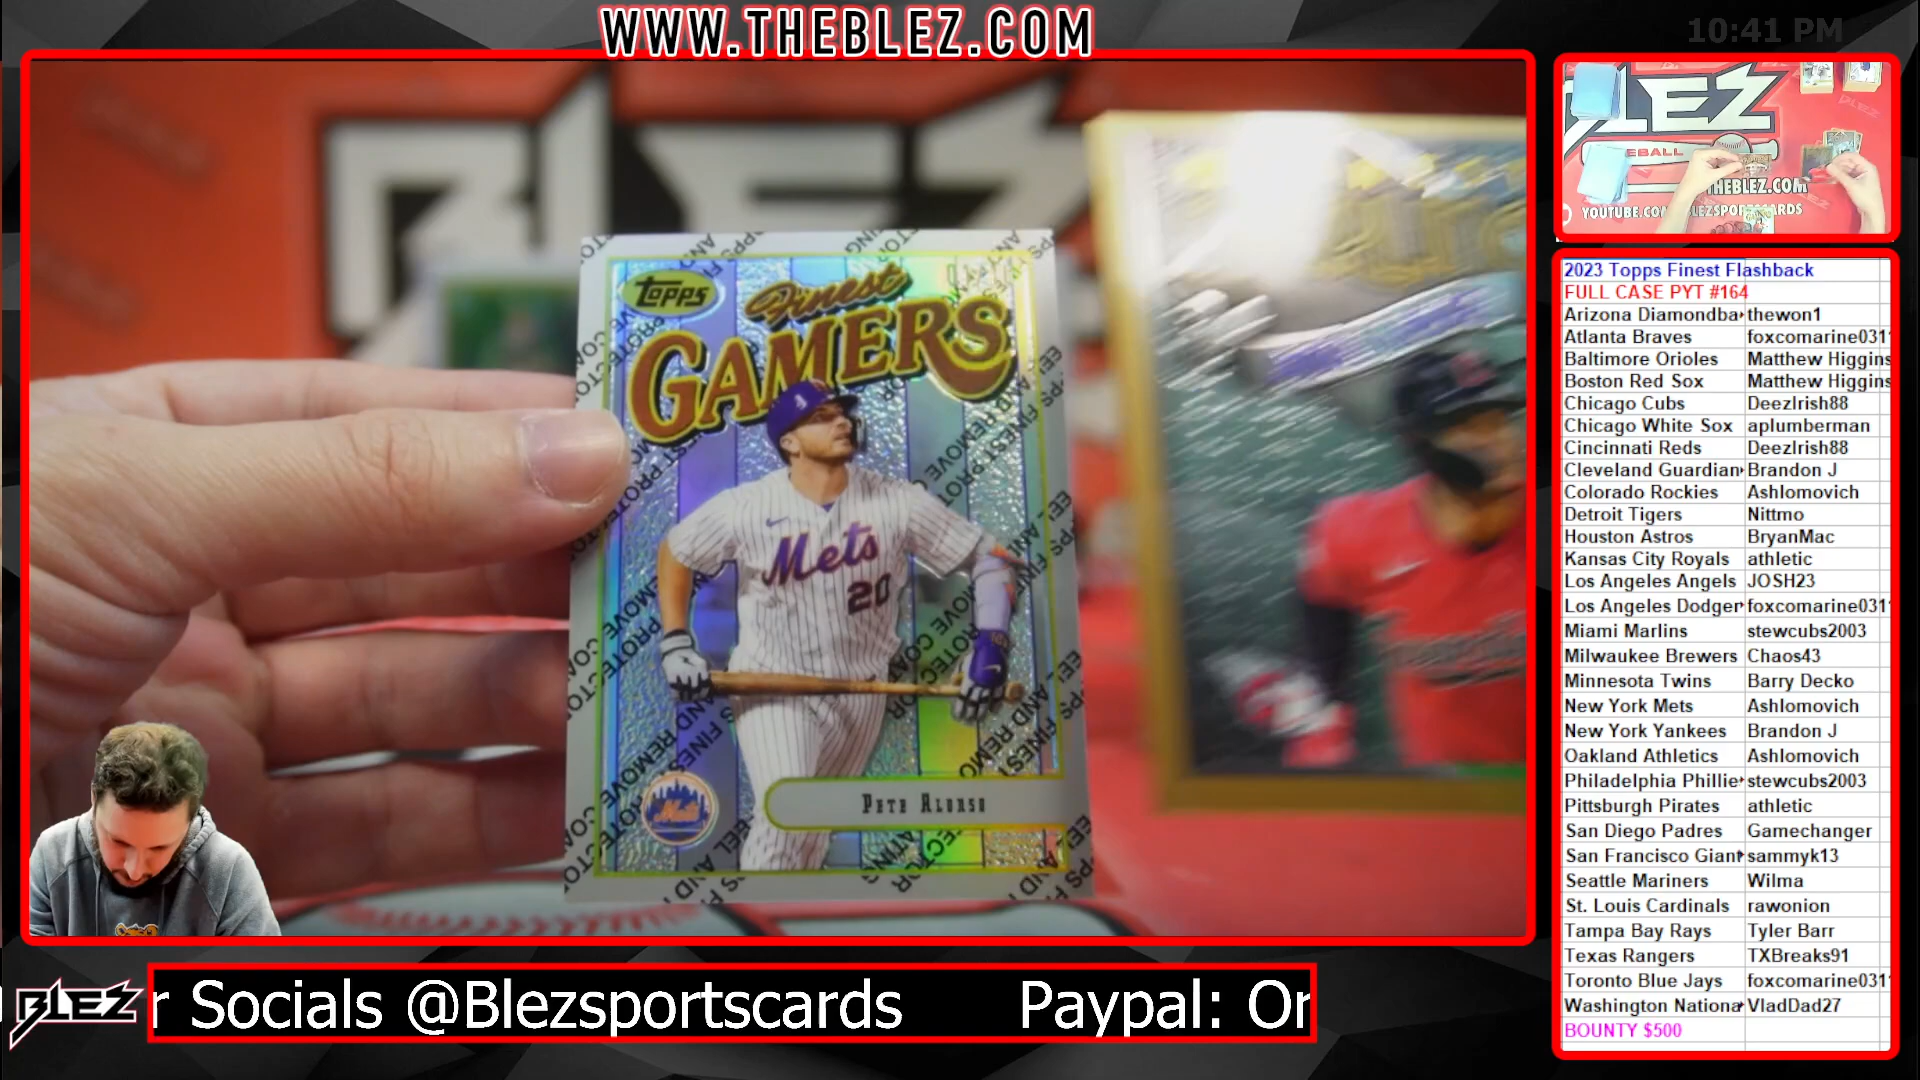 WWW.THEBLEZ.COM
10:41 PM
BLEZ
topps
Finest
GAMERS
Mets
20
Mets
Pete Alonso
BLEZ
BASEBALL
THEBLEZ.COM
2023 Topps Finest Flashback
FULL CASE PYT #164
Arizona Diamondba thewon1
Atlanta Braves foxcomarine031
Baltimore Orioles Matthew Higgins
Boston Red Sox Matthew Higgins
Chicago Cubs DeezIrish88
Chicago White Sox aplumberman
Cincinnati Reds DeezIrish88
Cleveland Guardian Brandon J
Colorado Rockies Ashlomovich
Detroit Tigers Nittmo
Houston Astros BryanMac
Kansas City Royals athletic
Los Angeles Angels JOSH23
Los Angeles Dodger foxcomarine031
Miami Marlins stewcubs2003
Milwaukee Brewers Chaos43
Minnesota Twins Barry Decko
New York Mets Ashlomovich
New York Yankees Brandon J
Oakland Athletics Ashlomovich
Philadelphia Phillie stewcubs2003
Pittsburgh Pirates athletic
San Diego Padres Gamechanger
San Francisco Giant sammyk13
Seattle Mariners Wilma
St. Louis Cardinals rawonion
Tampa Bay Rays Tyler Barr
Texas Rangers TXBreaks91
Toronto Blue Jays foxcomarine031
Washington Nationa VladDad27
BOUNTY $500
BLEZ
r Socials @Blezsportscards Paypal: Or